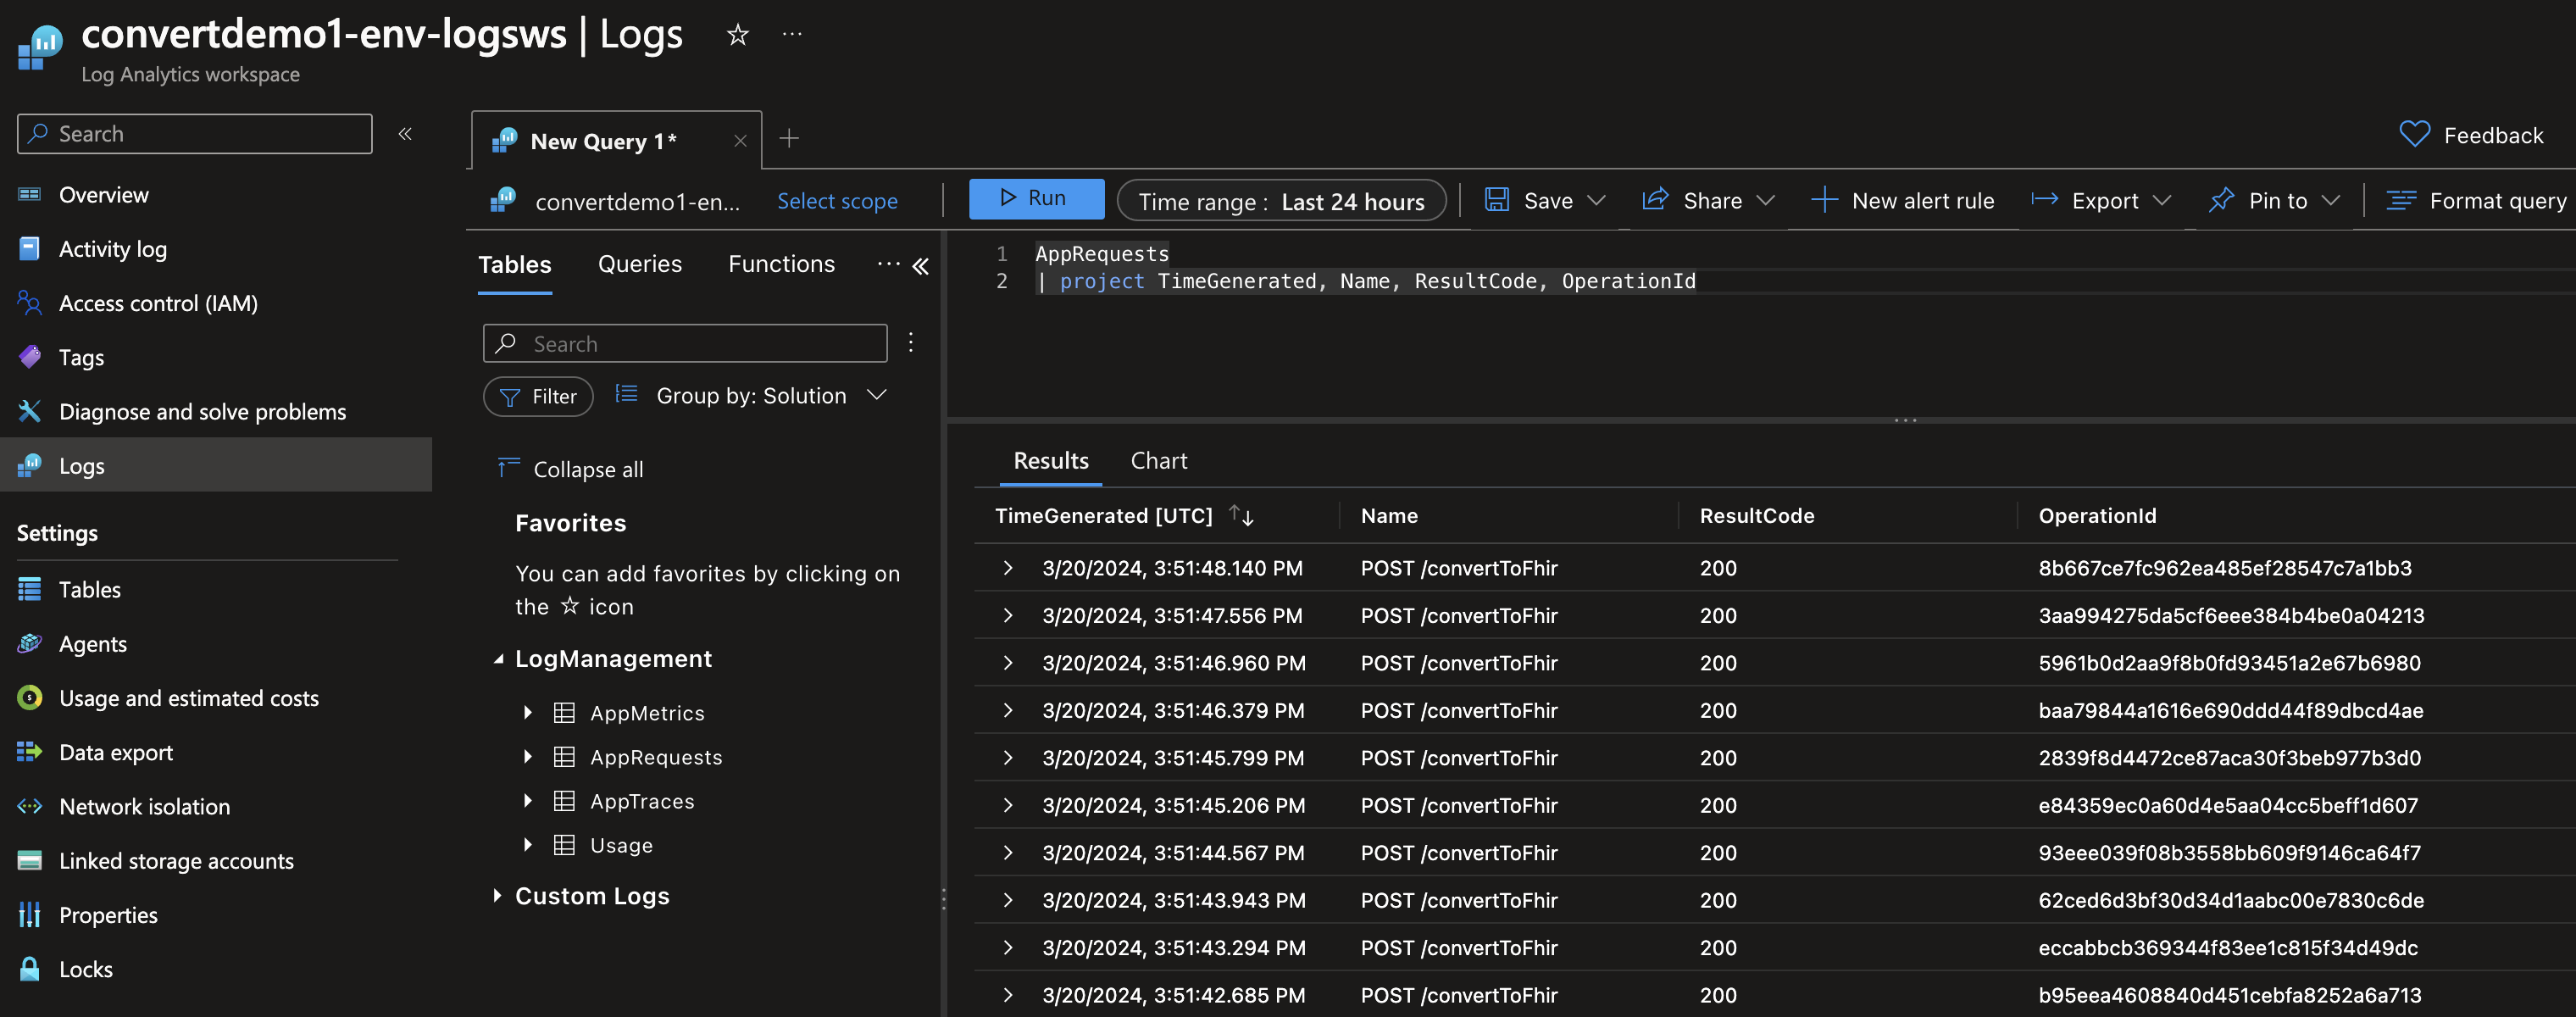 convertdemo1-env-logsws | Logs
Log Analytics workspace
Search
Overview
Activity log
Access control (IAM)
Tags
Diagnose and solve problems
Logs
Settings
Tables
Agents
Usage and estimated costs
Data export
Network isolation
Linked storage accounts
Properties
Locks
New Query 1*
Feedback
convertdemo1-en... Select scope Run Time range : Last 24 hours Save Share New alert rule Export Pin to Format query
Tables Queries Functions
Search
Filter Group by: Solution
Collapse all
Favorites
You can add favorites by clicking on
the ☆ icon
LogManagement
AppMetrics
AppRequests
AppTraces
Usage
Custom Logs
1 AppRequests
2 | project TimeGenerated, Name, ResultCode, OperationId
Results Chart
TimeGenerated [UTC] Name ResultCode OperationId
3/20/2024, 3:51:48.140 PM POST /convertToFhir 200 8b667ce7fc962ea485ef28547c7a1bb3
3/20/2024, 3:51:47.556 PM POST /convertToFhir 200 3aa994275da5cf6eee384b4be0a04213
3/20/2024, 3:51:46.960 PM POST /convertToFhir 200 5961b0d2aa9f8b0fd93451a2e67b6980
3/20/2024, 3:51:46.379 PM POST /convertToFhir 200 baa79844a1616e690ddd44f89dbcd4ae
3/20/2024, 3:51:45.799 PM POST /convertToFhir 200 2839f8d4472ce87aca30f3beb977b3d0
3/20/2024, 3:51:45.206 PM POST /convertToFhir 200 e84359ec0a60d4e5aa04cc5beff1d607
3/20/2024, 3:51:44.567 PM POST /convertToFhir 200 93eee039f08b3558bb609f9146ca64f7
3/20/2024, 3:51:43.943 PM POST /convertToFhir 200 62ced6d3bf30d34d1aabc00e7830c6de
3/20/2024, 3:51:43.294 PM POST /convertToFhir 200 eccabbcb369344f83ee1c815f34d49dc
3/20/2024, 3:51:42.685 PM POST /convertToFhir 200 b95eea4608840d451cebfa8252a6a713